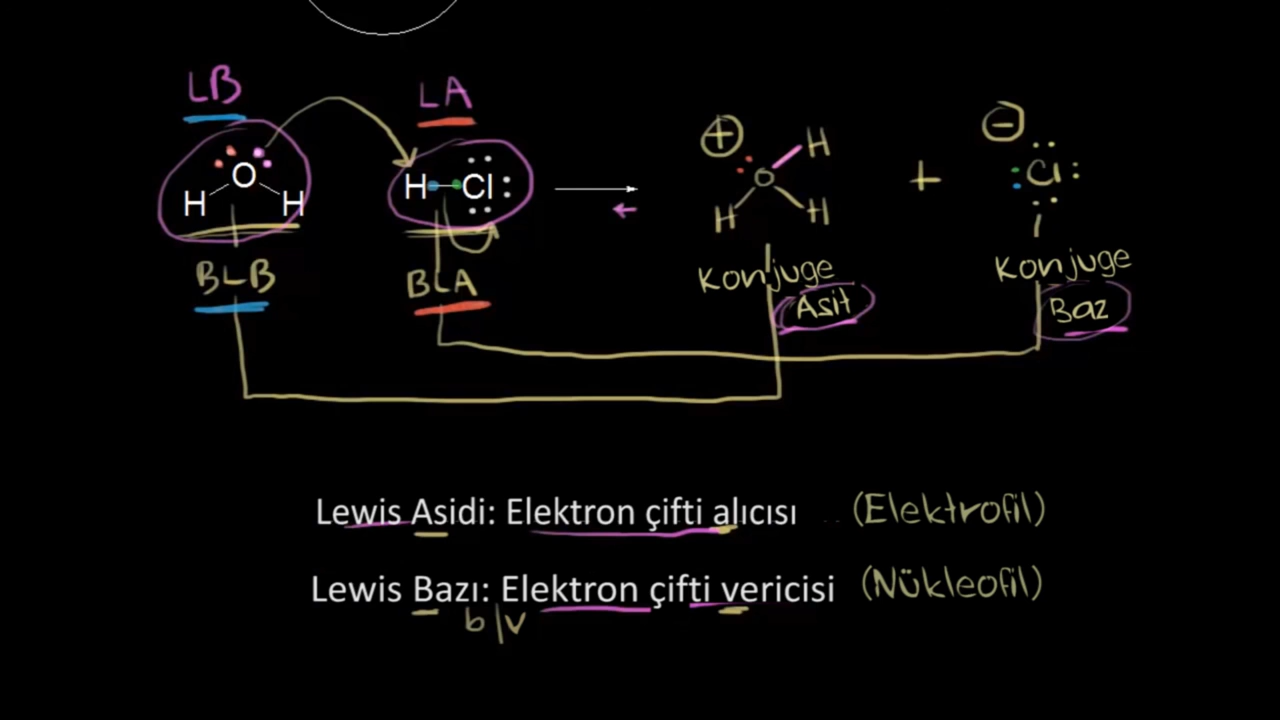 LB LA
H O H H Cl → ⊕ H O H H + ⊖ Cl
BLB BLA Konjuge Asit Konjuge Baz
Lewis Asidi: Elektron çifti alıcısı (Elektrofil)
Lewis Bazı: Elektron çifti vericisi (Nükleofil)
b|v